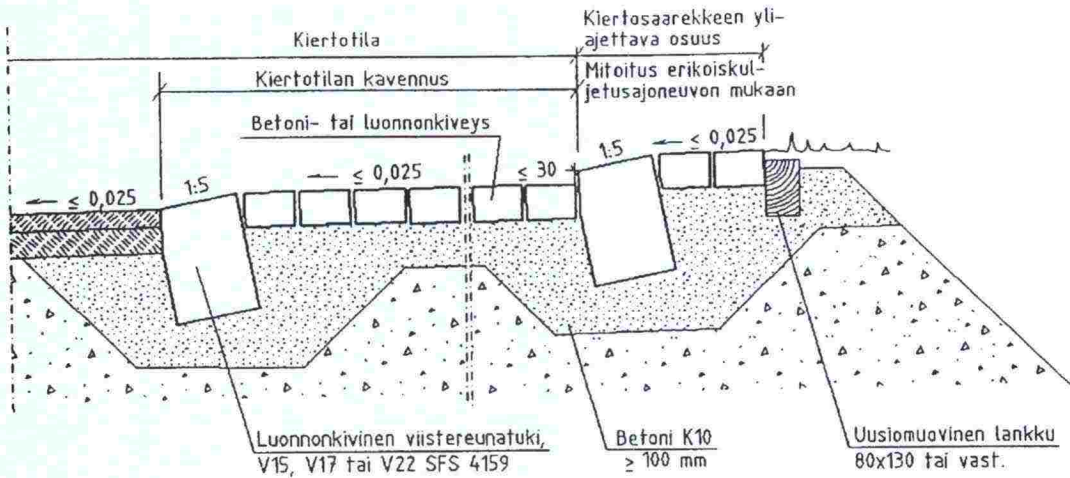 Kiertotila
Kiertosaarekkeen yli-
ajettava osuus
Kiertotilan kavennus
Mitoitus erikoiskul-
jetusajoneuvon mukaan
Betoni- tai luonnonkiveys
≤ 0,025
1:5
≤ 0,025
≤ 30
1:5
≤ 0,025
Luonnonkivinen viistereunatuki,
V15, V17 tai V22 SFS 4159
Betoni K10
≥ 100 mm
Uusiomuovinen lankku
80x130 tai vast.